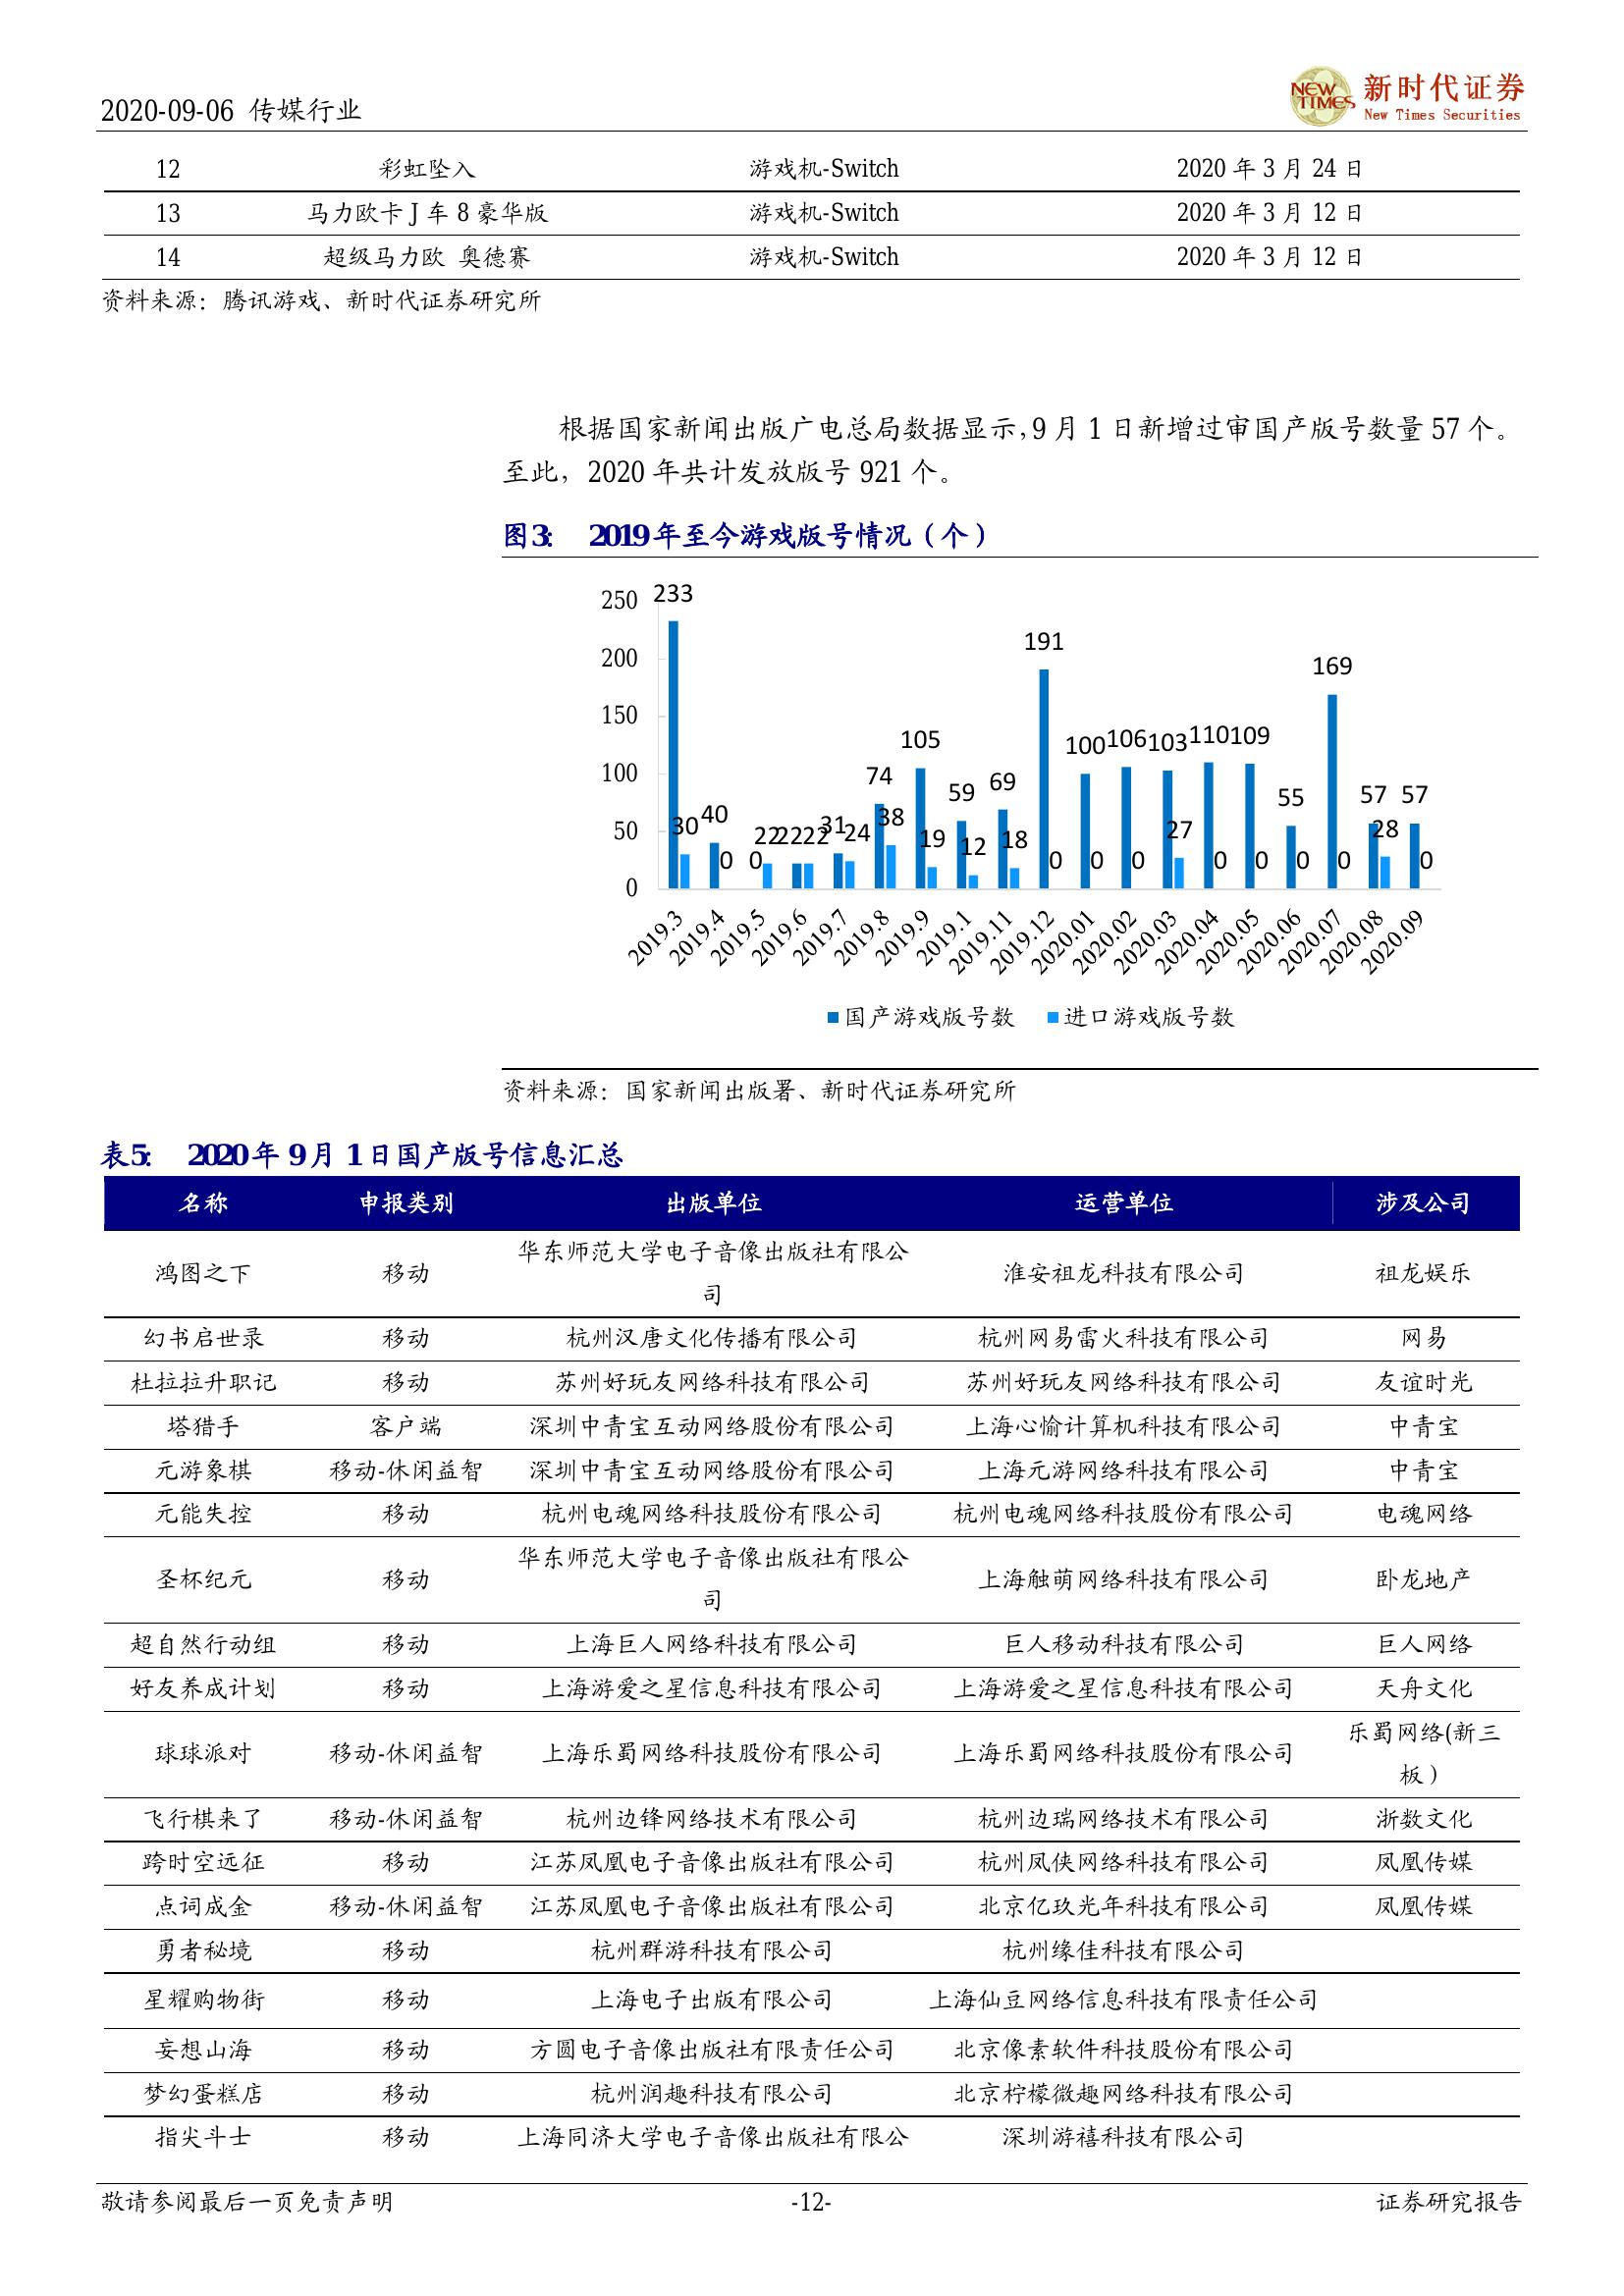 2020-09-06 传媒行业
NEW TIMES 新时代证券
New Times Securities
12 彩虹坠入 游戏机-Switch 2020 年 3 月 24 日
13 马力欧卡 J 车 8 豪华版 游戏机-Switch 2020 年 3 月 12 日
14 超级马力欧 奥德赛 游戏机-Switch 2020 年 3 月 12 日
资料来源：腾讯游戏、新时代证券研究所
根据国家新闻出版广电总局数据显示，9 月 1 日新增过审国产版号数量 57 个。
至此，2020 年共计发放版号 921 个。
图3： 2019年至今游戏版号情况（个）
250
200
150
100
50
0
233 40 0 22 31 74 105 59 69 191 100 106 103 110 109 55 169 57 57
30 0 22 22 24 38 19 12 18 0 0 0 27 0 0 0 0 28 0
2019.3 2019.4 2019.5 2019.6 2019.7 2019.8 2019.9 2019.1 2019.11 2019.12 2020.01 2020.02 2020.03 2020.04 2020.05 2020.06 2020.07 2020.08 2020.09
国产游戏版号数 进口游戏版号数
资料来源：国家新闻出版署、新时代证券研究所
表5： 2020年 9月 1日国产版号信息汇总
名称 申报类别 出版单位 运营单位 涉及公司
鸿图之下 移动 华东师范大学电子音像出版社有限公
司 淮安祖龙科技有限公司 祖龙娱乐
幻书启世录 移动 杭州汉唐文化传播有限公司 杭州网易雷火科技有限公司 网易
杜拉拉升职记 移动 苏州好玩友网络科技有限公司 苏州好玩友网络科技有限公司 友谊时光
塔猎手 客户端 深圳中青宝互动网络股份有限公司 上海心愉计算机科技有限公司 中青宝
元游象棋 移动-休闲益智 深圳中青宝互动网络股份有限公司 上海元游网络科技有限公司 中青宝
元能失控 移动 杭州电魂网络科技股份有限公司 杭州电魂网络科技股份有限公司 电魂网络
圣杯纪元 移动 华东师范大学电子音像出版社有限公
司 上海触萌网络科技有限公司 卧龙地产
超自然行动组 移动 上海巨人网络科技有限公司 巨人移动科技有限公司 巨人网络
好友养成计划 移动 上海游爱之星信息科技有限公司 上海游爱之星信息科技有限公司 天舟文化
球球派对 移动-休闲益智 上海乐蜀网络科技股份有限公司 上海乐蜀网络科技股份有限公司 乐蜀网络(新三
板）
飞行棋来了 移动-休闲益智 杭州边锋网络技术有限公司 杭州边瑞网络技术有限公司 浙数文化
跨时空远征 移动 江苏凤凰电子音像出版社有限公司 杭州凤侠网络科技有限公司 凤凰传媒
点词成金 移动-休闲益智 江苏凤凰电子音像出版社有限公司 北京亿玖光年科技有限公司 凤凰传媒
勇者秘境 移动 杭州群游科技有限公司 杭州缘佳科技有限公司
星耀购物街 移动 上海电子出版有限公司 上海仙豆网络信息科技有限责任公司
妄想山海 移动 方圆电子音像出版社有限责任公司 北京像素软件科技股份有限公司
梦幻蛋糕店 移动 杭州润趣科技有限公司 北京柠檬微趣网络科技有限公司
指尖斗士 移动 上海同济大学电子音像出版社有限公 深圳游禧科技有限公司
敬请参阅最后一页免责声明 -12- 证券研究报告